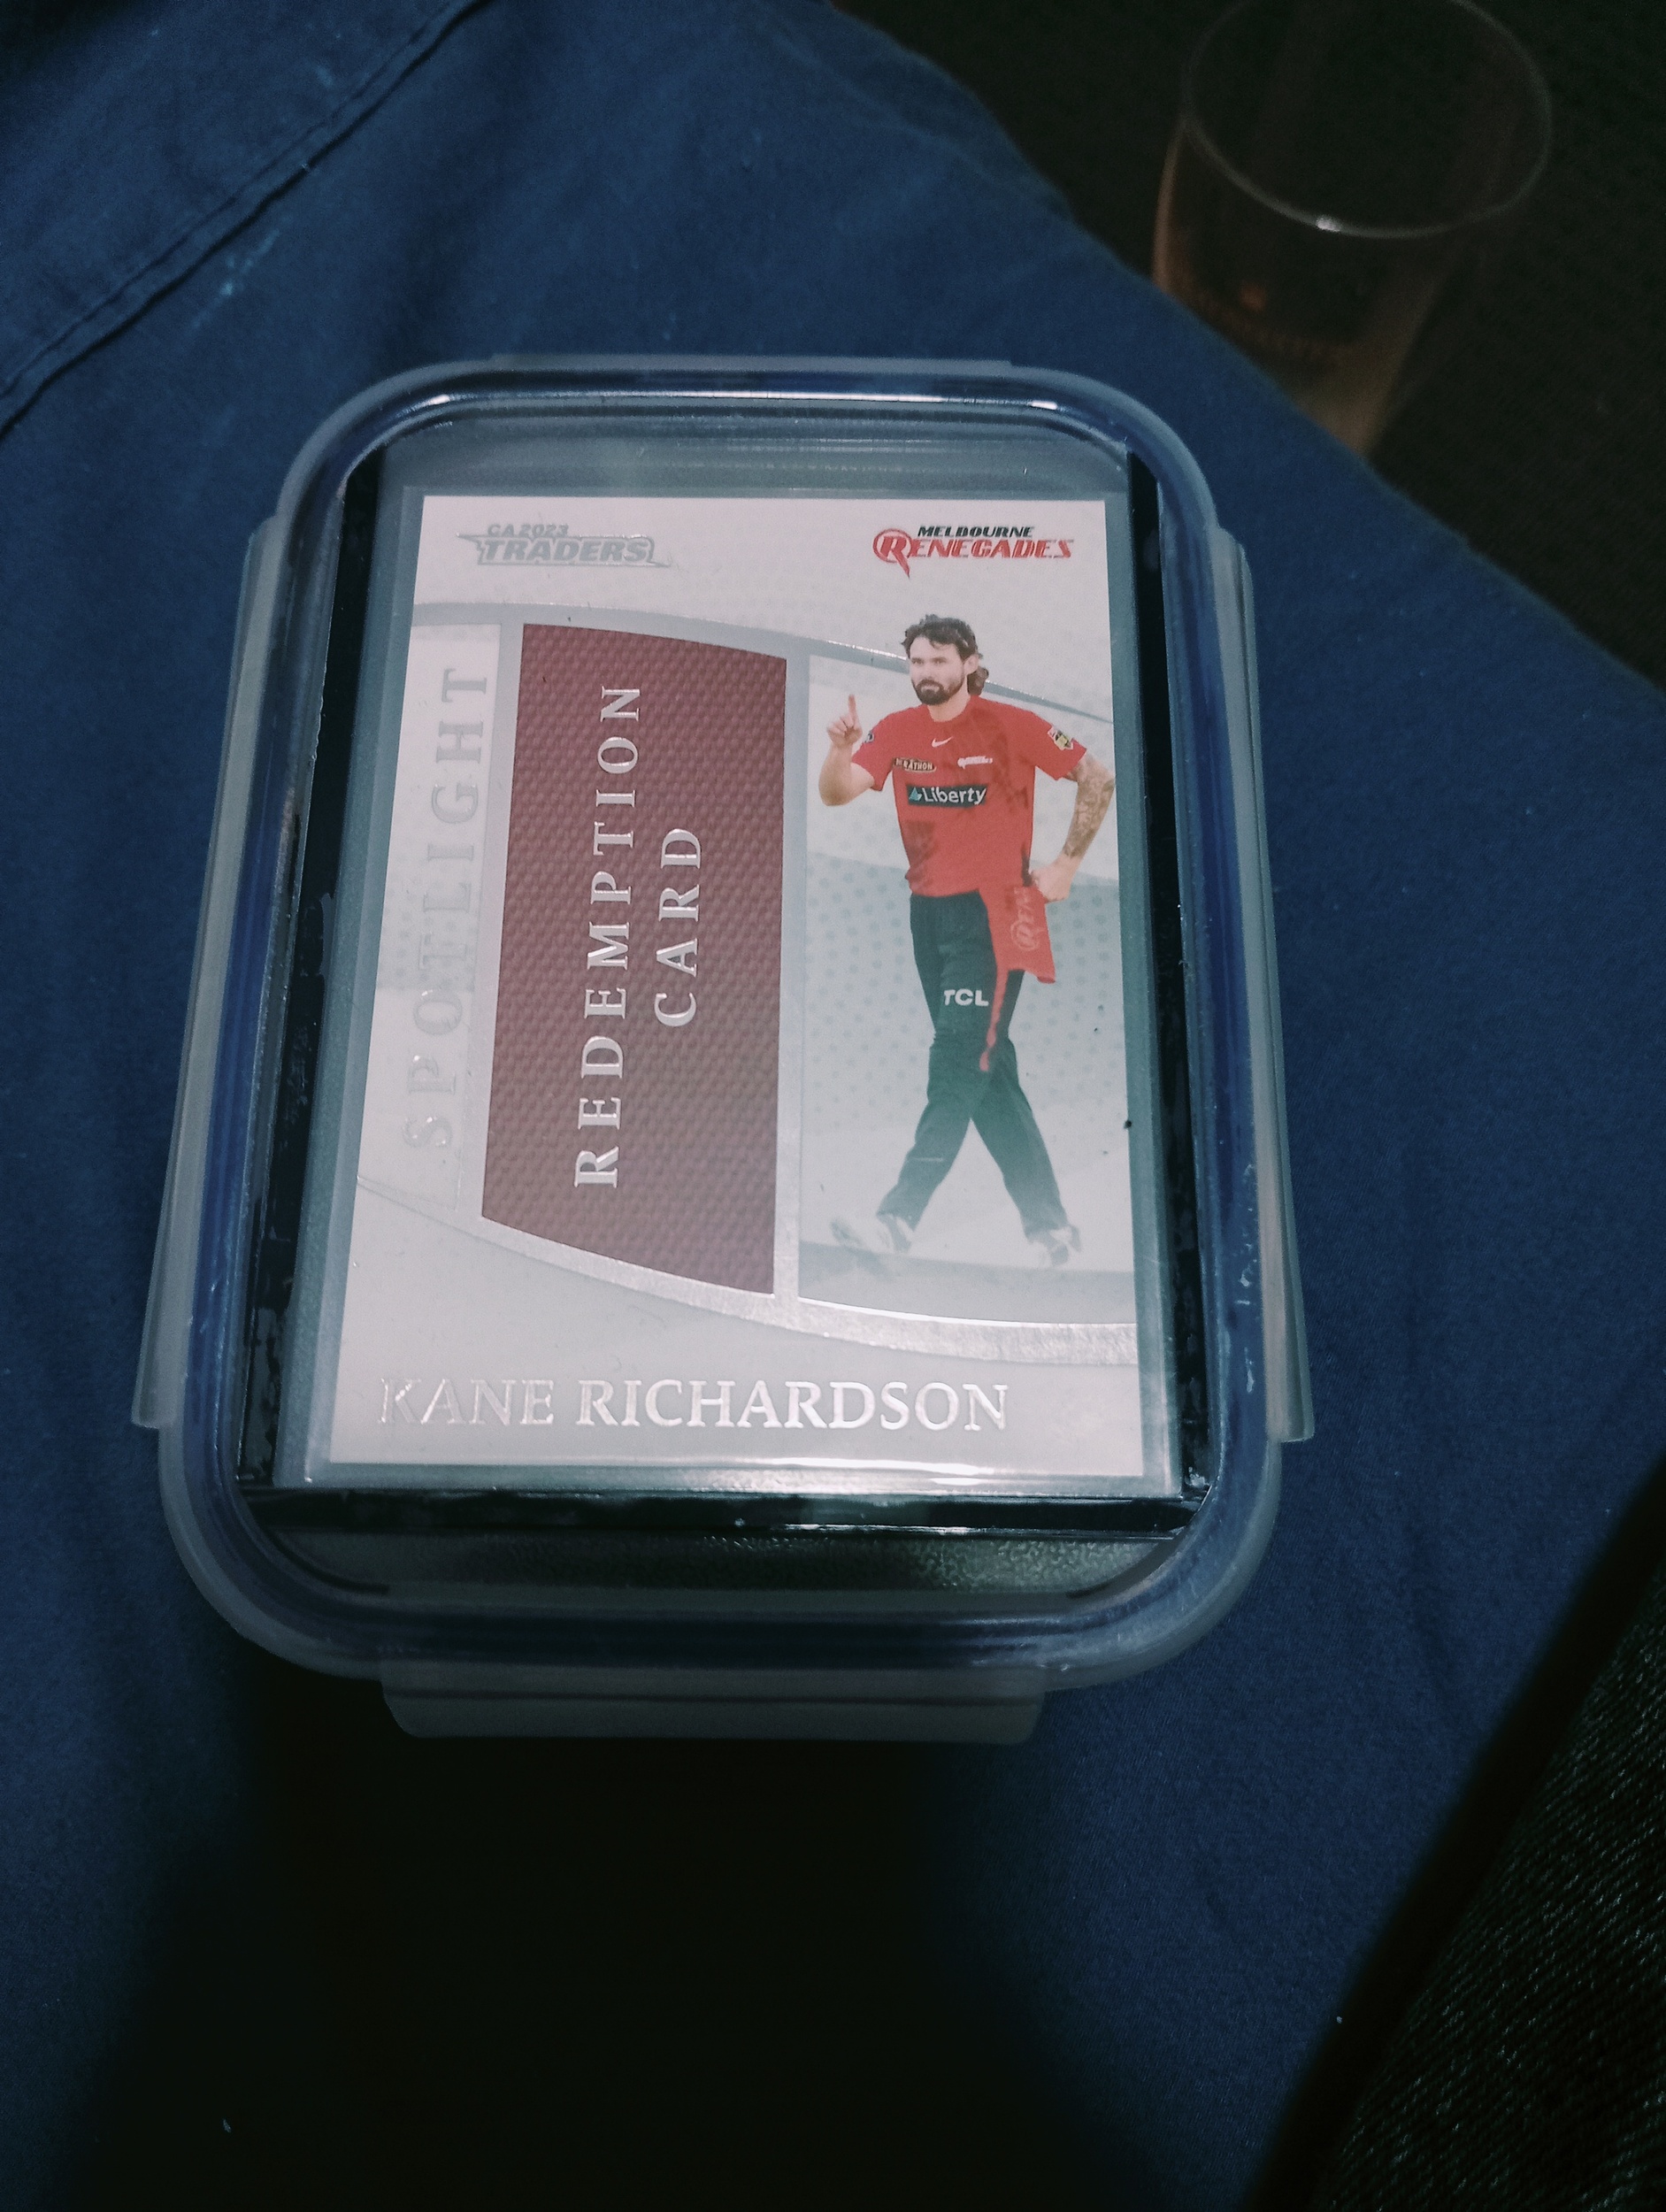 CA 2023
TRADERS
MELBOURNE
RENEGADES
SPOTLIGHT
REDEMPTION
CARD
Liberty
TCL
KANE RICHARDSON